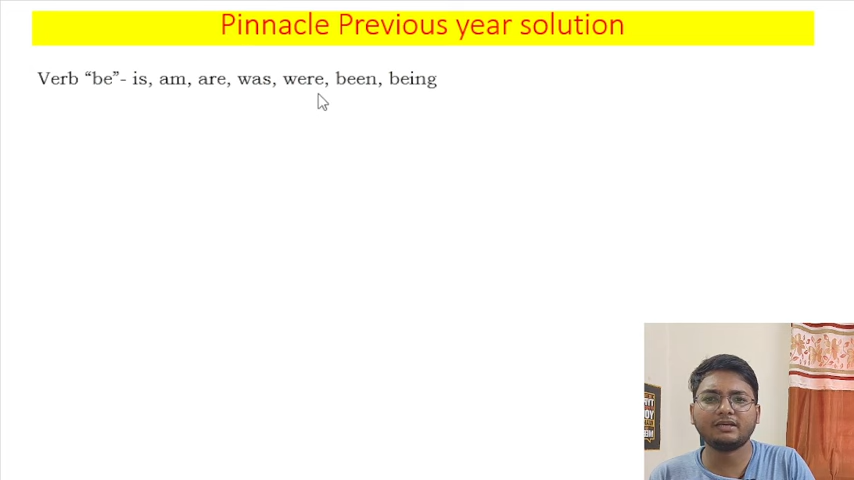 Pinnacle Previous year solution
Verb “be”- is, am, are, was, were, been, being